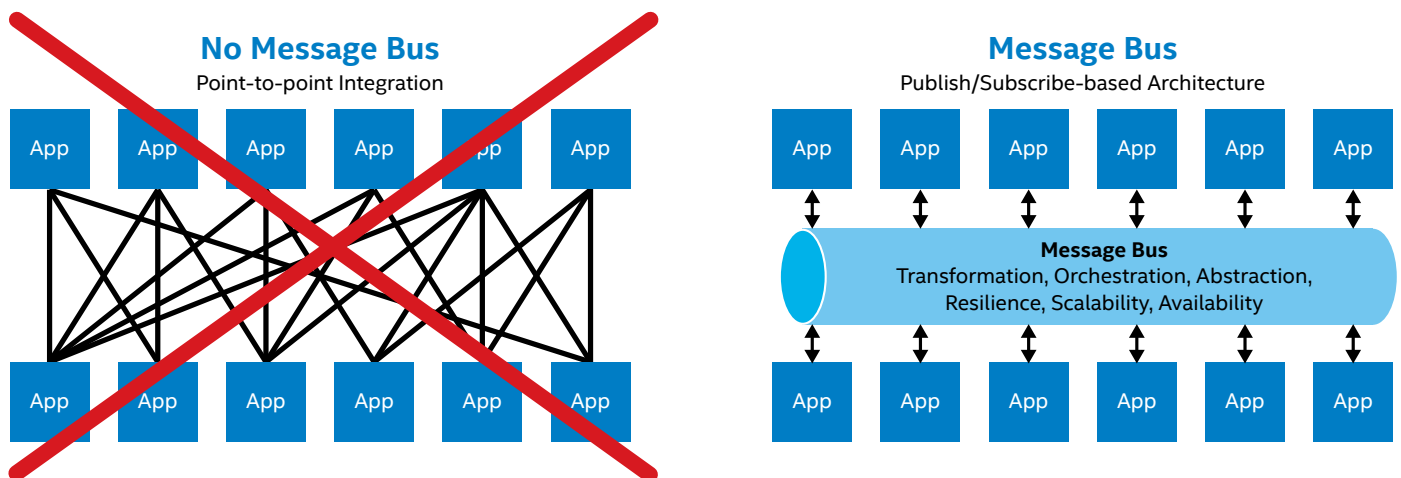 No Message Bus
Point-to-point Integration
App App App App App App
App App App App App App
Message Bus
Publish/Subscribe-based Architecture
App App App App App App
Message Bus
Transformation, Orchestration, Abstraction,
Resilience, Scalability, Availability
App App App App App App